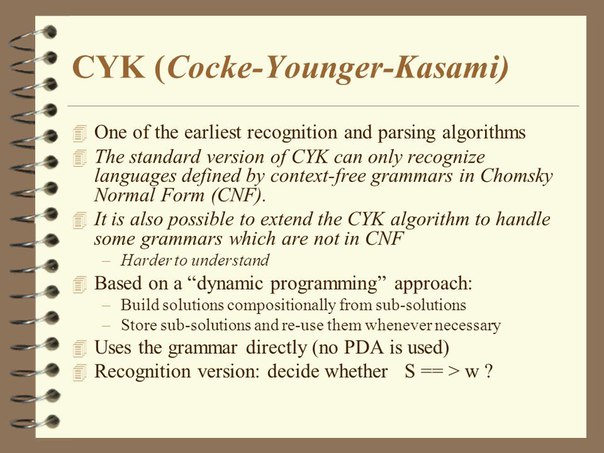 CYK (Cocke-Younger-Kasami)
One of the earliest recognition and parsing algorithms
The standard version of CYK can only recognize
languages defined by context-free grammars in Chomsky
Normal Form (CNF).
It is also possible to extend the CYK algorithm to handle
some grammars which are not in CNF
– Harder to understand
Based on a “dynamic programming” approach:
– Build solutions compositionally from sub-solutions
– Store sub-solutions and re-use them whenever necessary
Uses the grammar directly (no PDA is used)
Recognition version: decide whether S == > w ?